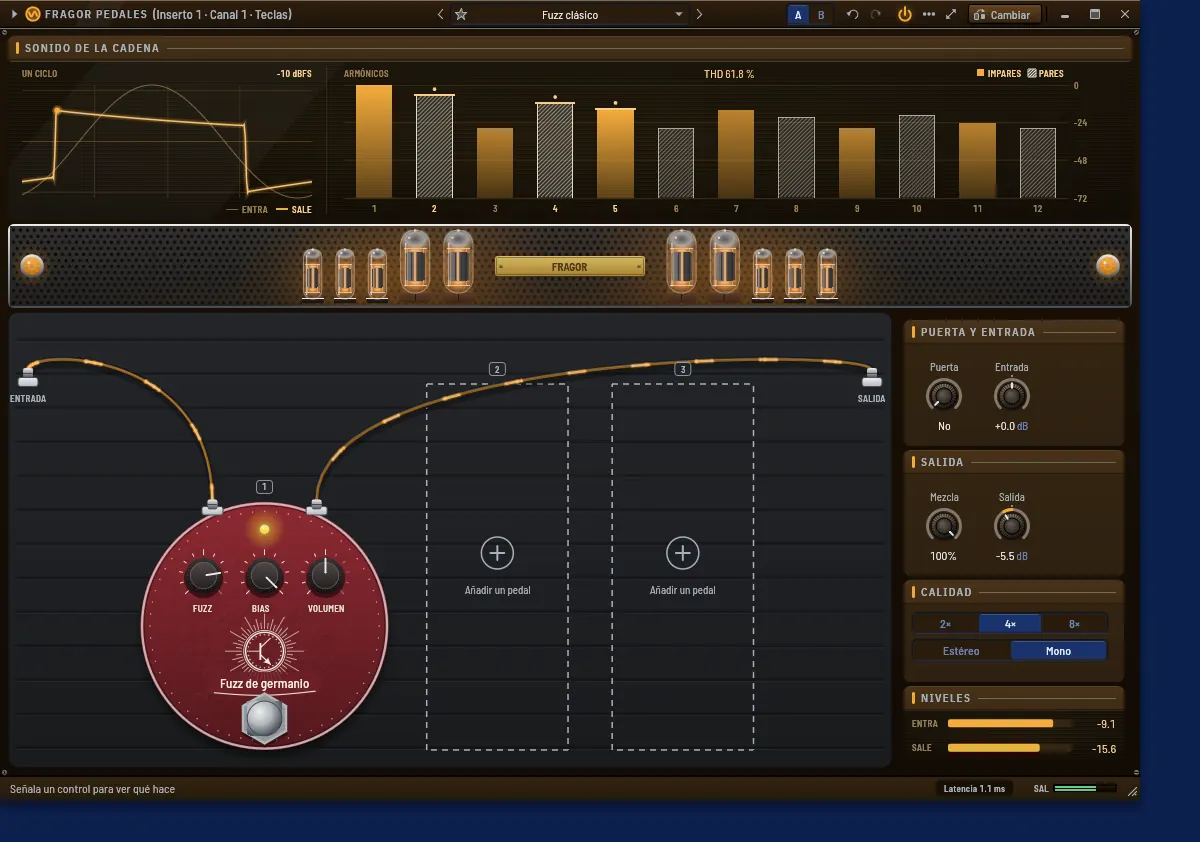 FRAGOR PEDALES (Inserto 1 · Canal 1 · Teclas)
Fuzz clásico
A B
Cambiar
SONIDO DE LA CADENA
UN CICLO
-10 dBFS
ARMÓNICOS
THD 61.8 %
IMPARES PARES
0
-24
-48
-72
ENTRA SALE
1 2 3 4 5 6 7 8 9 10 11 12
FRAGOR
ENTRADA
SALIDA
1
2
3
Añadir un pedal
Añadir un pedal
FUZZ BIAS VOLUMEN
Fuzz de germanio
PUERTA Y ENTRADA
Puerta Entrada
No +0.0 dB
SALIDA
Mezcla Salida
100% -5.5 dB
CALIDAD
2× 4× 8×
Estéreo Mono
NIVELES
ENTRA -9.1
SALE -15.6
Señala un control para ver qué hace
Latencia 1.1 ms
SAL